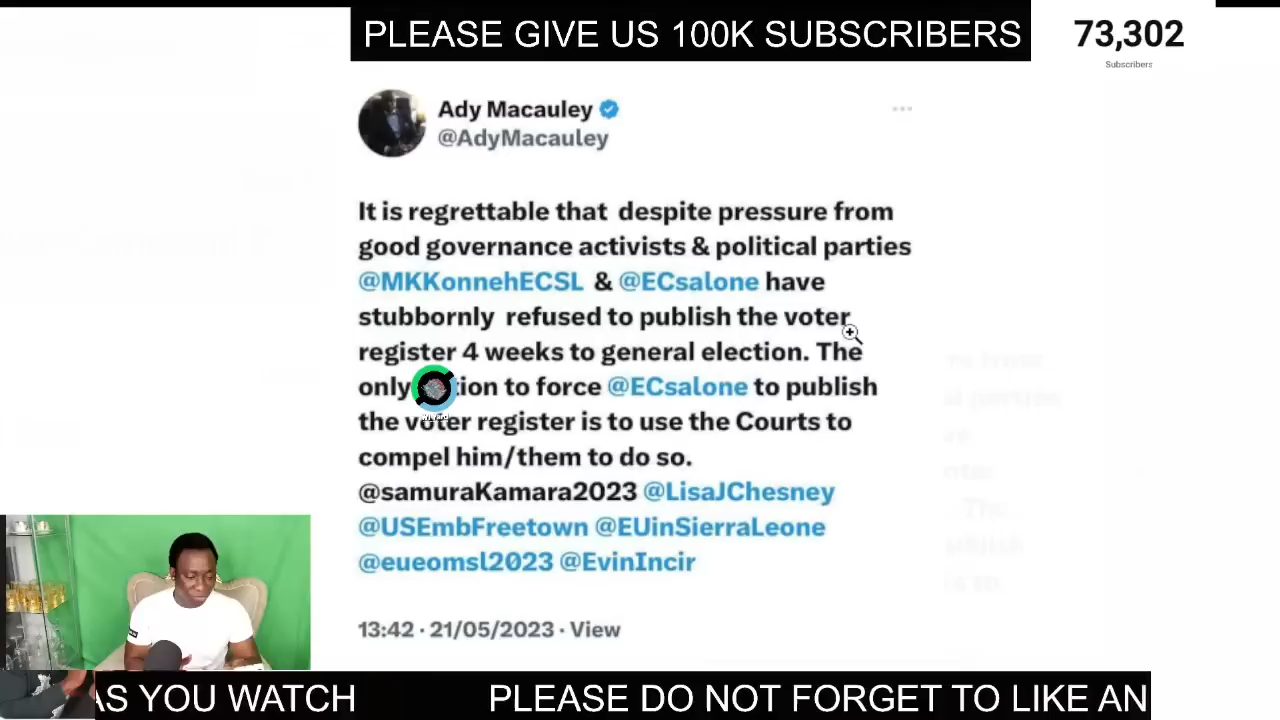 PLEASE GIVE US 100K SUBSCRIBERS
73,302
Subscribers
Ady Macauley
@AdyMacauley
It is regrettable that despite pressure from
good governance activists & political parties
@MKKonnehECSL & @ECsalone have
stubbornly refused to publish the voter
register 4 weeks to general election. The
only tion to force @ECsalone to publish
the voter register is to use the Courts to
compel him/them to do so.
@samuraKamara2023 @LisaJChesney
@USEmbFreetown @EUinSierraLeone
@eueomsl2023 @EvinIncir
13:42 · 21/05/2023 · View
AS YOU WATCH PLEASE DO NOT FORGET TO LIKE AN